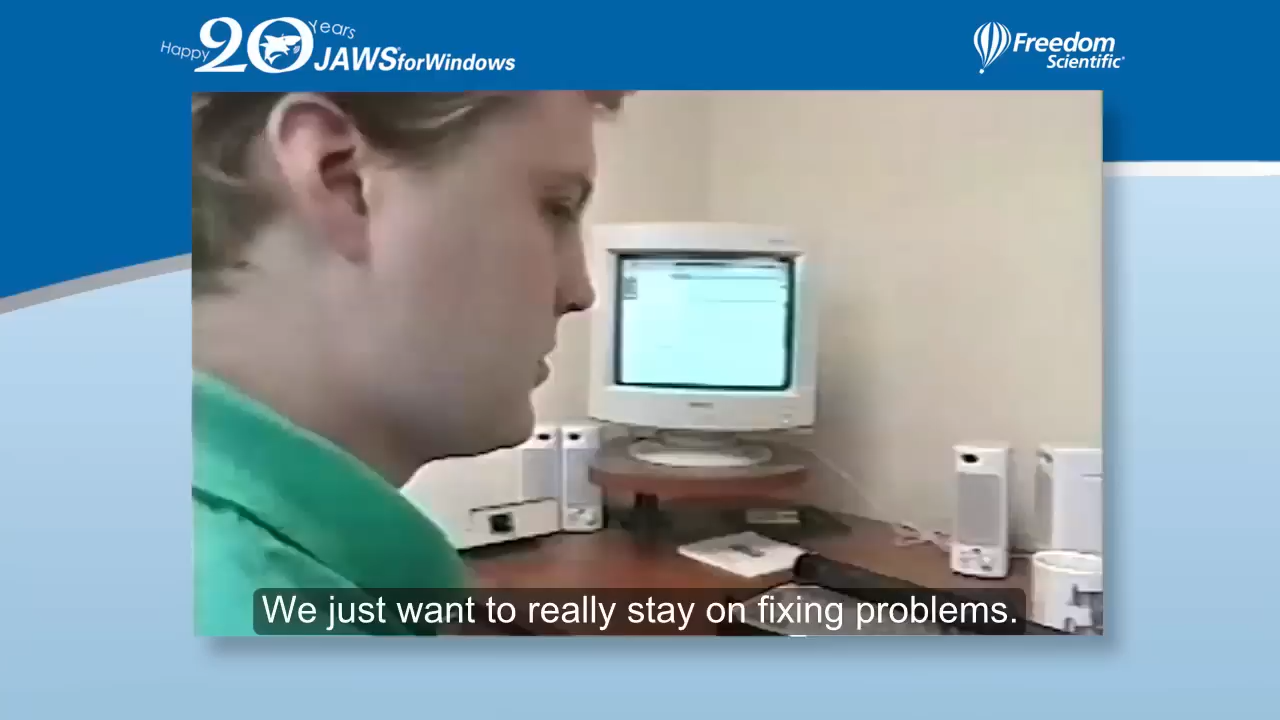 Happy 20 Years
JAWS for Windows
Freedom
Scientific
We just want to really stay on fixing problems.